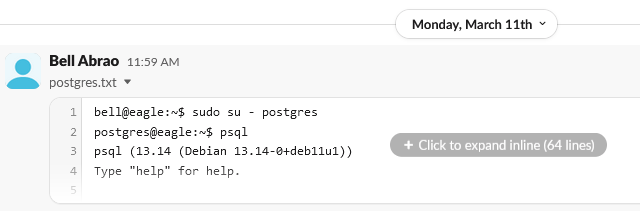 Monday, March 11th
Bell Abrao 11:59 AM
postgres.txt
1 bell@eagle:~$ sudo su - postgres
2 postgres@eagle:~$ psql
3 psql (13.14 (Debian 13.14-0+deb11u1))
+ Click to expand inline (64 lines)
4 Type "help" for help.
5